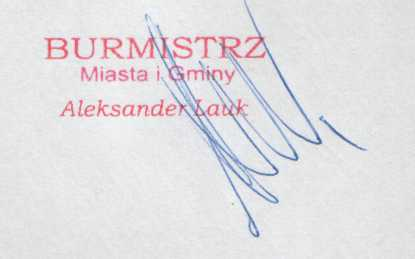 BURMISTRZ
Miasta i Gminy
Aleksander Lauk